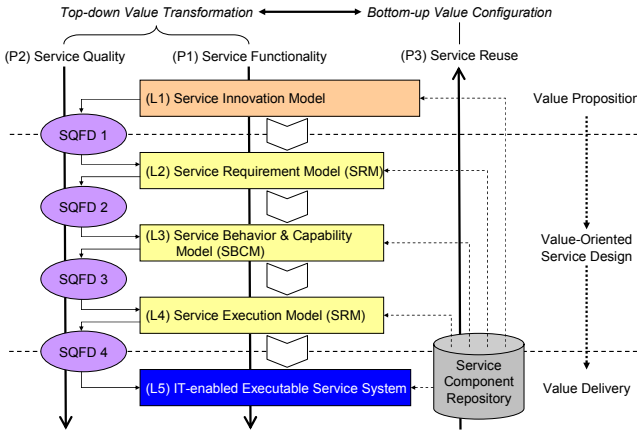 Top-down Value Transformation
Bottom-up Value Configuration
(P2) Service Quality
(P1) Service Functionality
(P3) Service Reuse
(L1) Service Innovation Model
Value Proposition
SQFD 1
(L2) Service Requirement Model (SRM)
SQFD 2
(L3) Service Behavior & Capability
Model (SBCM)
Value-Oriented
Service Design
SQFD 3
(L4) Service Execution Model (SRM)
SQFD 4
Service
Component
Repository
(L5) IT-enabled Executable Service System
Value Delivery